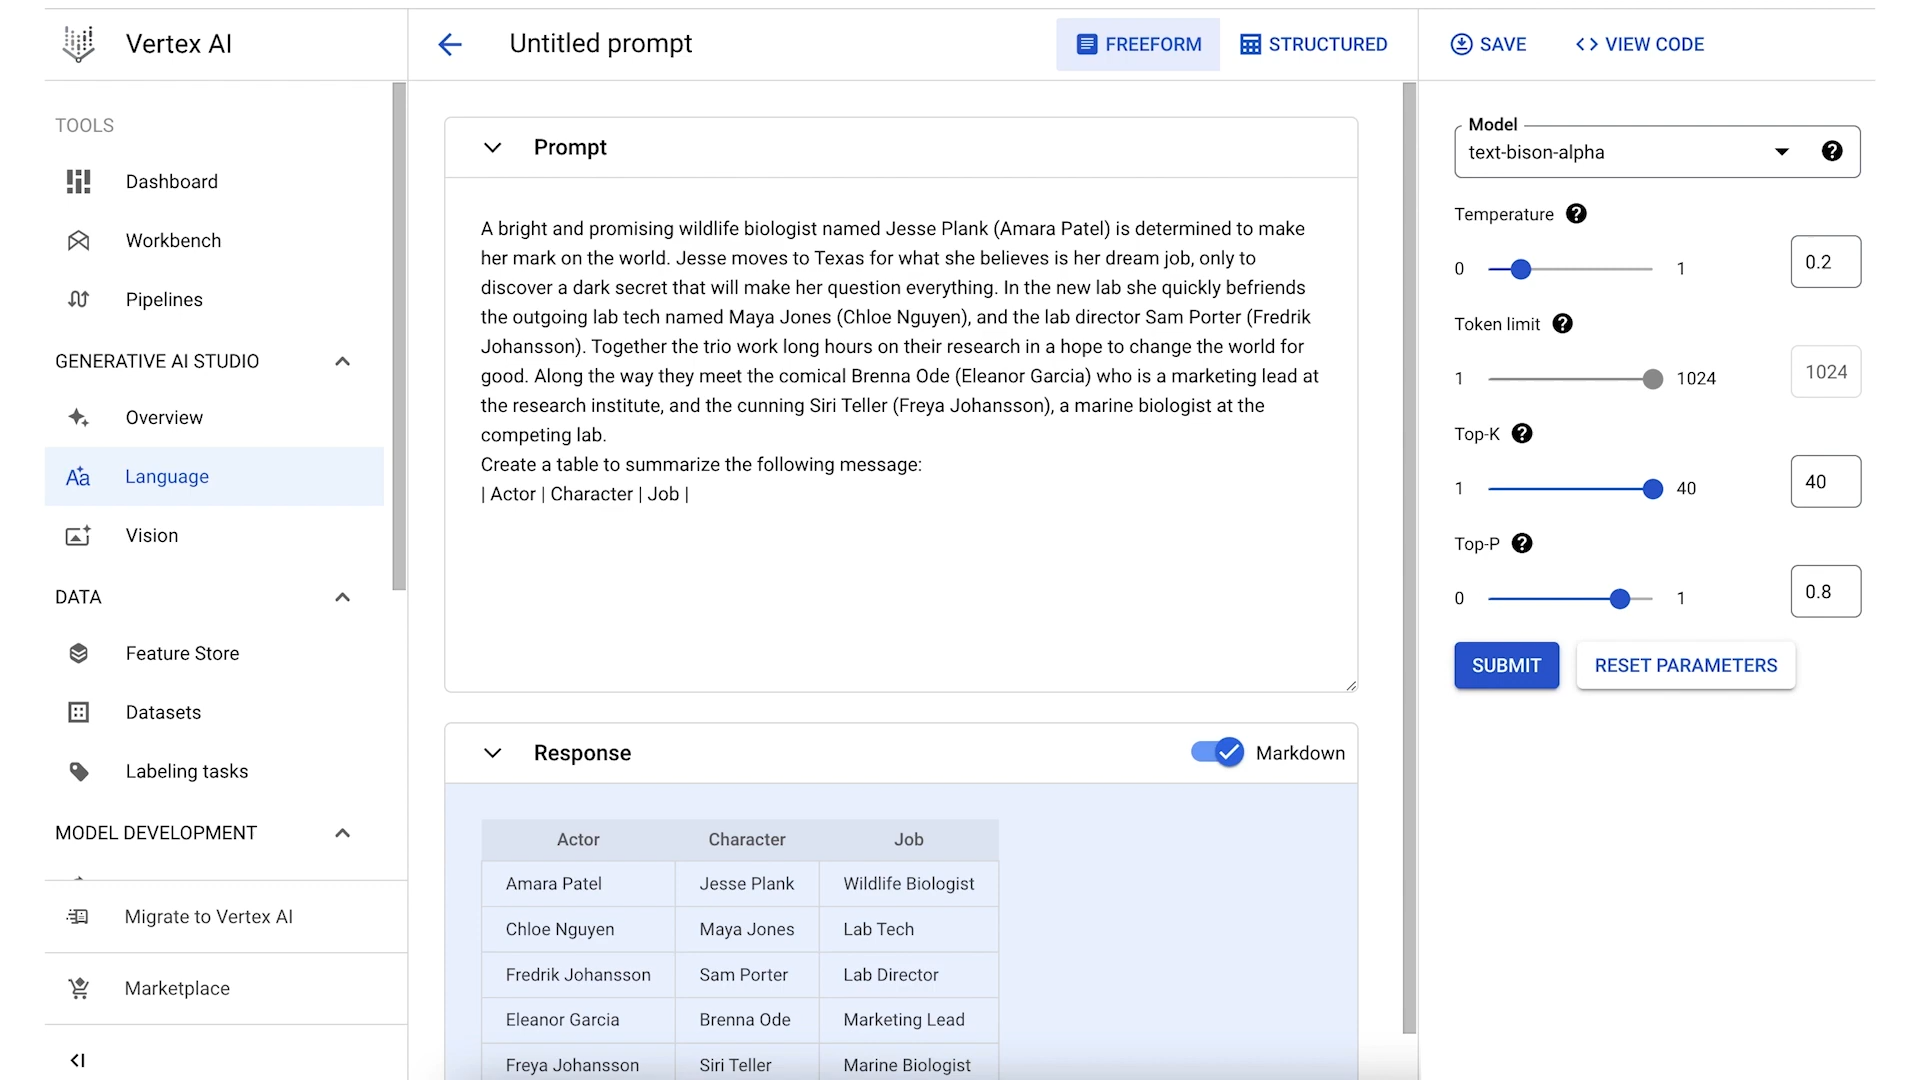 Vertex AI
Untitled prompt
FREEFORM
STRUCTURED
SAVE
<> VIEW CODE
TOOLS
Dashboard
Workbench
Pipelines
GENERATIVE AI STUDIO
Overview
Language
Vision
DATA
Feature Store
Datasets
Labeling tasks
MODEL DEVELOPMENT
Migrate to Vertex AI
Marketplace
Prompt
A bright and promising wildlife biologist named Jesse Plank (Amara Patel) is determined to make
her mark on the world. Jesse moves to Texas for what she believes is her dream job, only to
discover a dark secret that will make her question everything. In the new lab she quickly befriends
the outgoing lab tech named Maya Jones (Chloe Nguyen), and the lab director Sam Porter (Fredrik
Johansson). Together the trio work long hours on their research in a hope to change the world for
good. Along the way they meet the comical Brenna Ode (Eleanor Garcia) who is a marketing lead at
the research institute, and the cunning Siri Teller (Freya Johansson), a marine biologist at the
competing lab.
Create a table to summarize the following message:
| Actor | Character | Job |
Response
Markdown
Actor Character Job
Amara Patel Jesse Plank Wildlife Biologist
Chloe Nguyen Maya Jones Lab Tech
Fredrik Johansson Sam Porter Lab Director
Eleanor Garcia Brenna Ode Marketing Lead
Freya Johansson Siri Teller Marine Biologist
Model
text-bison-alpha
Temperature
0 1 0.2
Token limit
1 1024 1024
Top-K
1 40 40
Top-P
0 1 0.8
SUBMIT
RESET PARAMETERS